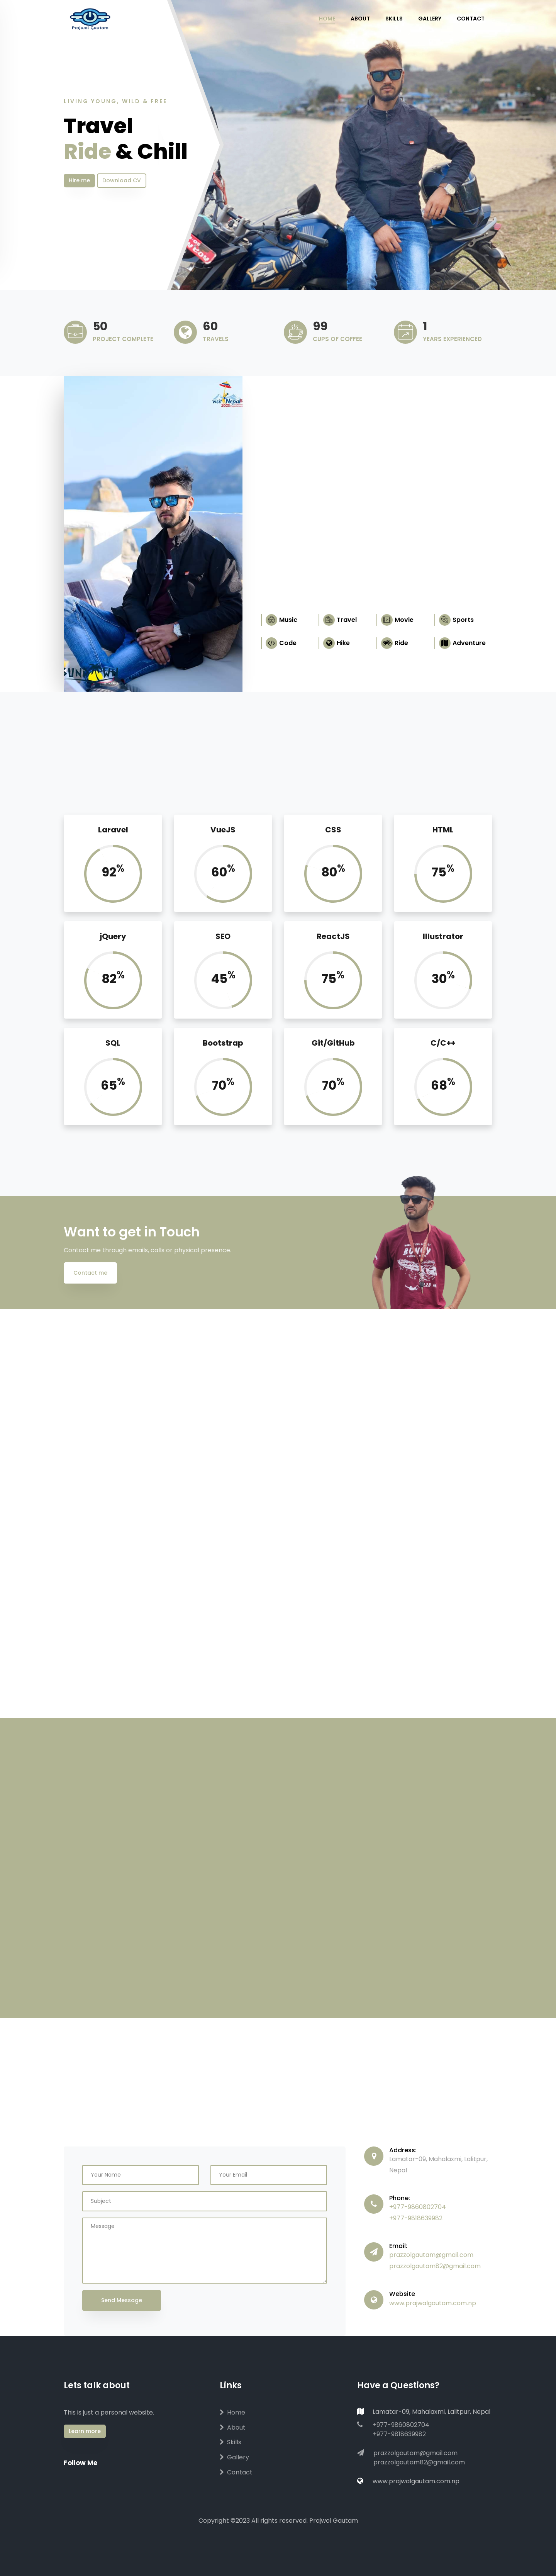 Prajwol Gautam
HOME ABOUT SKILLS GALLERY CONTACT
LIVING YOUNG, WILD & FREE
Travel
Ride & Chill
Hire me Download CV
50
PROJECT COMPLETE
60
TRAVELS
99
CUPS OF COFFEE
1
YEARS EXPERIENCED
Music Travel Movie Sports
Code Hike Ride Adventure
Laravel
92%
VueJS
60%
CSS
80%
HTML
75%
jQuery
82%
SEO
45%
ReactJS
75%
Illustrator
30%
SQL
65%
Bootstrap
70%
Git/GitHub
70%
C/C++
68%
Want to get in Touch
Contact me through emails, calls or physical presence.
Contact me
Your Name
Your Email
Subject
Message
Send Message
Address:
Lamatar-09, Mahalaxmi, Lalitpur,
Nepal
Phone:
+977-9860802704
+977-9818639982
Email:
prazzolgautam@gmail.com
prazzolgautam82@gmail.com
Website
www.prajwalgautam.com.np
Lets talk about
This is just a personal website.
Learn more
Follow Me
Links
Home
About
Skills
Gallery
Contact
Have a Questions?
Lamatar-09, Mahalaxmi, Lalitpur, Nepal
+977-9860802704
+977-9818639982
prazzolgautam@gmail.com
prazzolgautam82@gmail.com
www.prajwalgautam.com.np
Copyright ©2023 All rights reserved. Prajwol Gautam